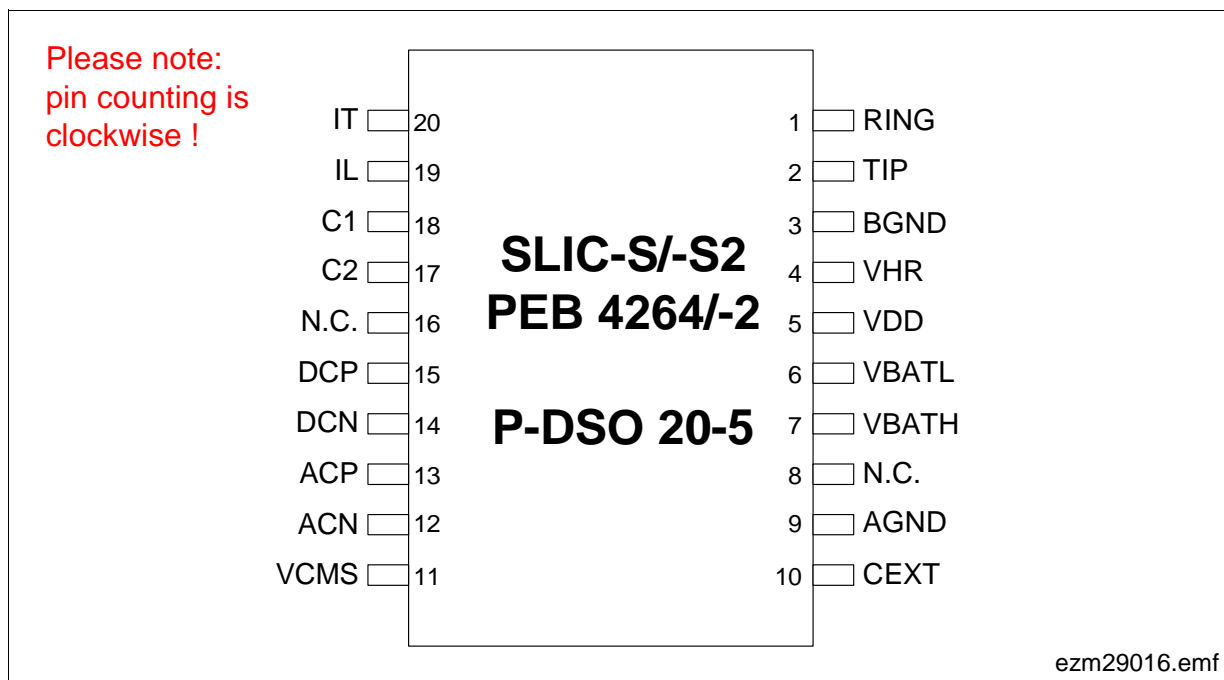 Please note:
pin counting is
clockwise !
IT 20 1 RING
IL 19 2 TIP
C1 18 3 BGND
C2 17 4 VHR
N.C. 16 5 VDD
DCP 15 6 VBATL
DCN 14 7 VBATH
ACP 13 8 N.C.
ACN 12 9 AGND
VCMS 11 10 CEXT
SLIC-S/-S2
PEB 4264/-2
P-DSO 20-5
ezm29016.emf